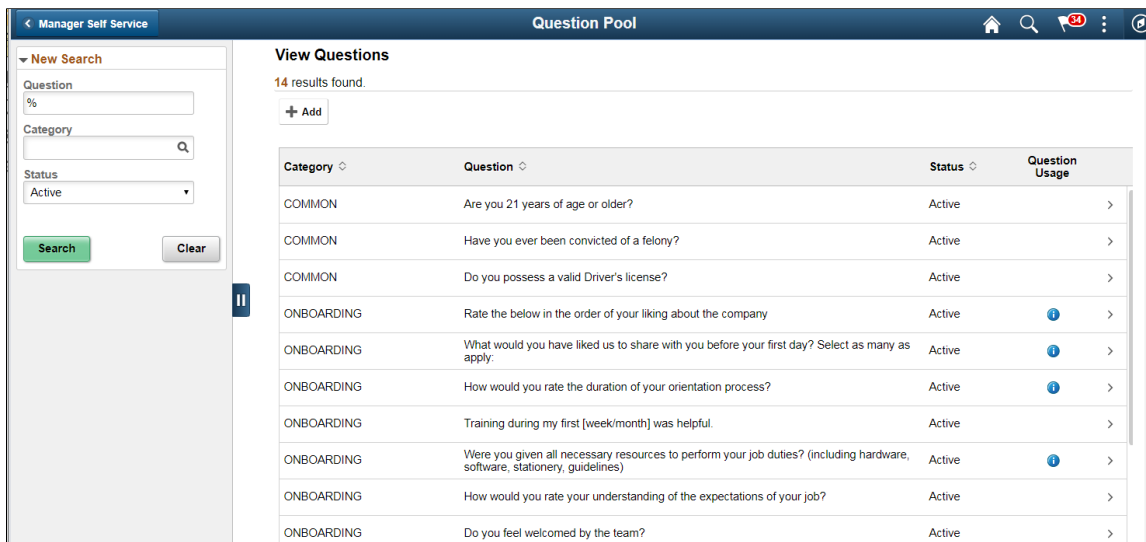 Manager Self Service
Question Pool
34
New Search
Question
%
Category
Status
Active
Search
Clear
View Questions
14 results found.
Add
Category Question Status Question Usage
COMMON Are you 21 years of age or older? Active
COMMON Have you ever been convicted of a felony? Active
COMMON Do you possess a valid Driver's license? Active
ONBOARDING Rate the below in the order of your liking about the company Active
ONBOARDING What would you have liked us to share with you before your first day? Select as many as
apply: Active
ONBOARDING How would you rate the duration of your orientation process? Active
ONBOARDING Training during my first [week/month] was helpful. Active
ONBOARDING Were you given all necessary resources to perform your job duties? (including hardware,
software, stationery, guidelines) Active
ONBOARDING How would you rate your understanding of the expectations of your job? Active
ONBOARDING Do you feel welcomed by the team? Active